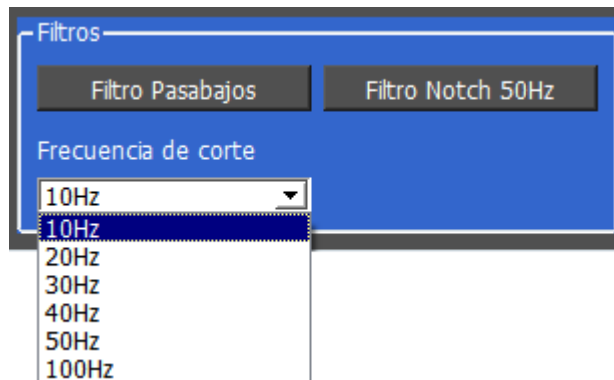 Filtros
Filtro Pasabajos
Filtro Notch 50Hz
Frecuencia de corte
10Hz
10Hz
20Hz
30Hz
40Hz
50Hz
100Hz